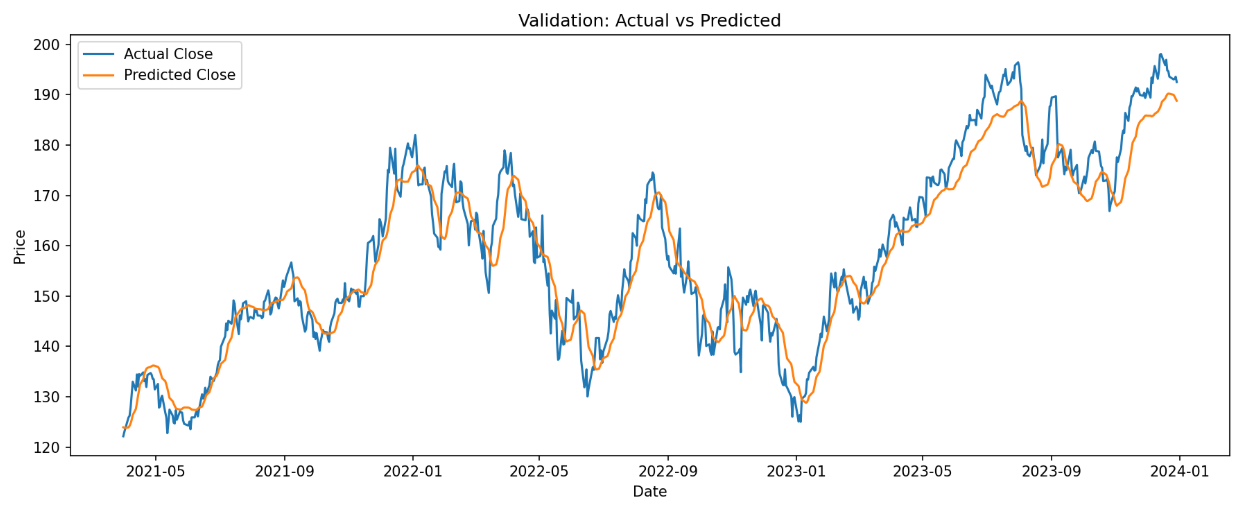 Validation: Actual vs Predicted
Actual Close
Predicted Close
Price
200
190
180
170
160
150
140
130
120
2021-05 2021-09 2022-01 2022-05 2022-09 2023-01 2023-05 2023-09 2024-01
Date